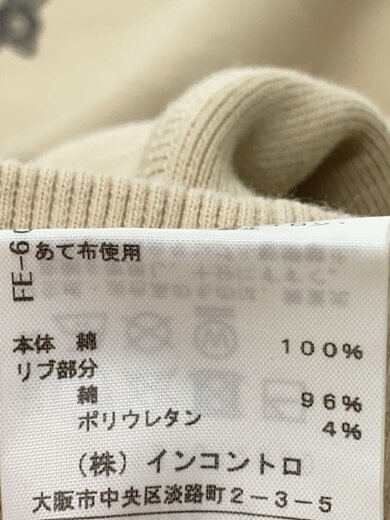 FE-6
あて布使用
本体 綿 100%
リブ部分
綿 96%
ポリウレタン 4%
(株) インコントロ
大阪市中央区淡路町2-3-5